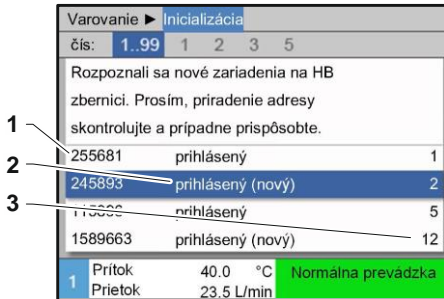 Varovanie ► Inicializácia
čís: 1..99 1 2 3 5
Rozpoznali sa nové zariadenia na HB
zbernici. Prosím, priradenie adresy
skontrolujte a prípadne prispôsobte.
1
255681 prihlásený 1
2
245893 prihlásený (nový) 2
3
prihlásený 5
1589663 prihlásený (nový) 12
1
Prítok 40.0 °C
Prietok 23.5 L/min
Normálna prevádzka